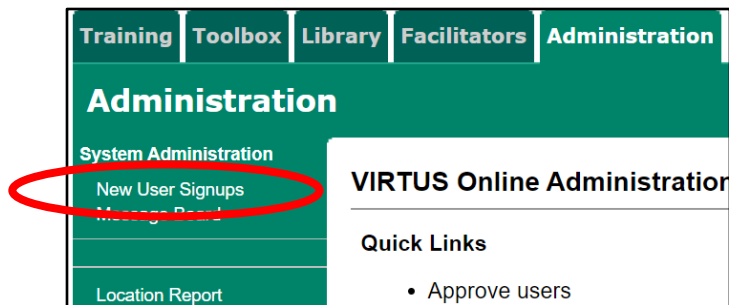 Training Toolbox Library Facilitators Administration
Administration
System Administration
New User Signups
Message Board
Location Report
VIRTUS Online Administration
Quick Links
• Approve users